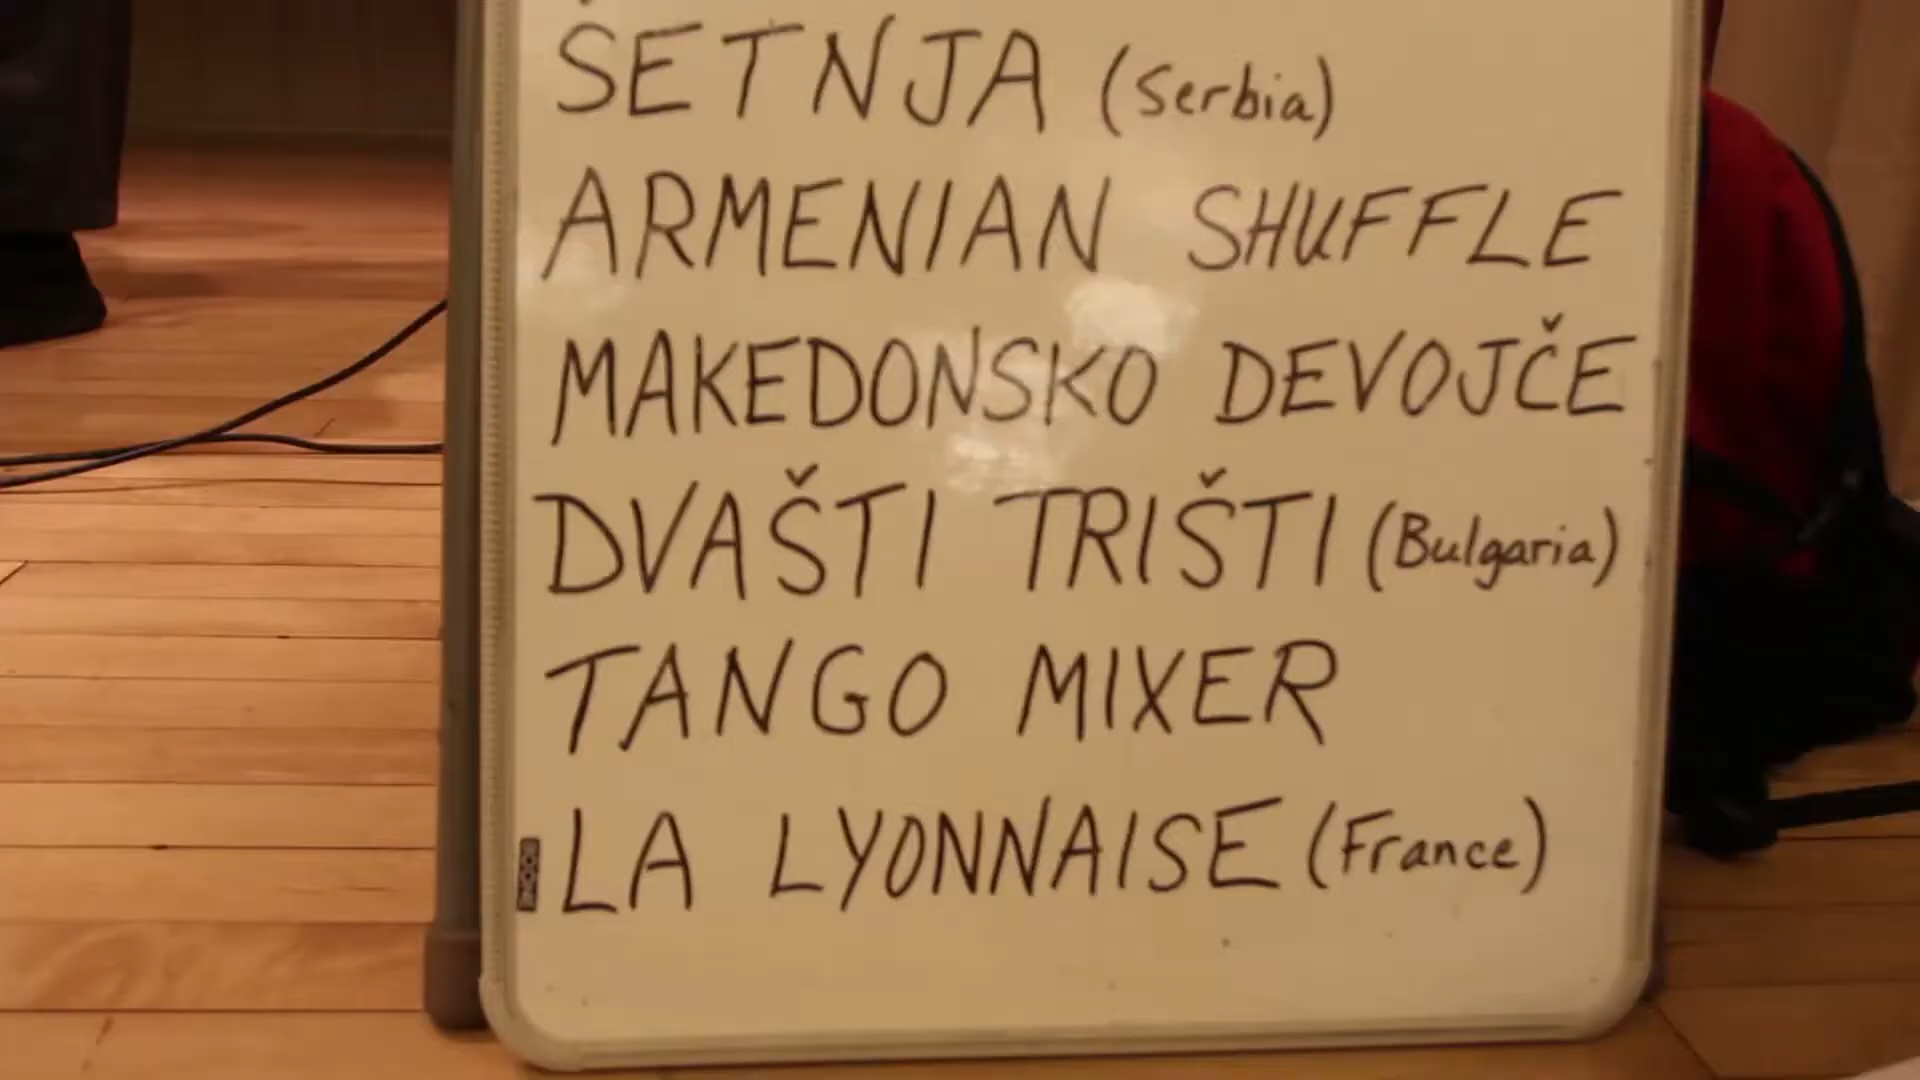 ŠETNJA (Serbia)
ARMENIAN SHUFFLE
MAKEDONSKO DEVOJČE
DVAŠTI TRIŠTI (Bulgaria)
TANGO MIXER
LA LYONNAISE (France)